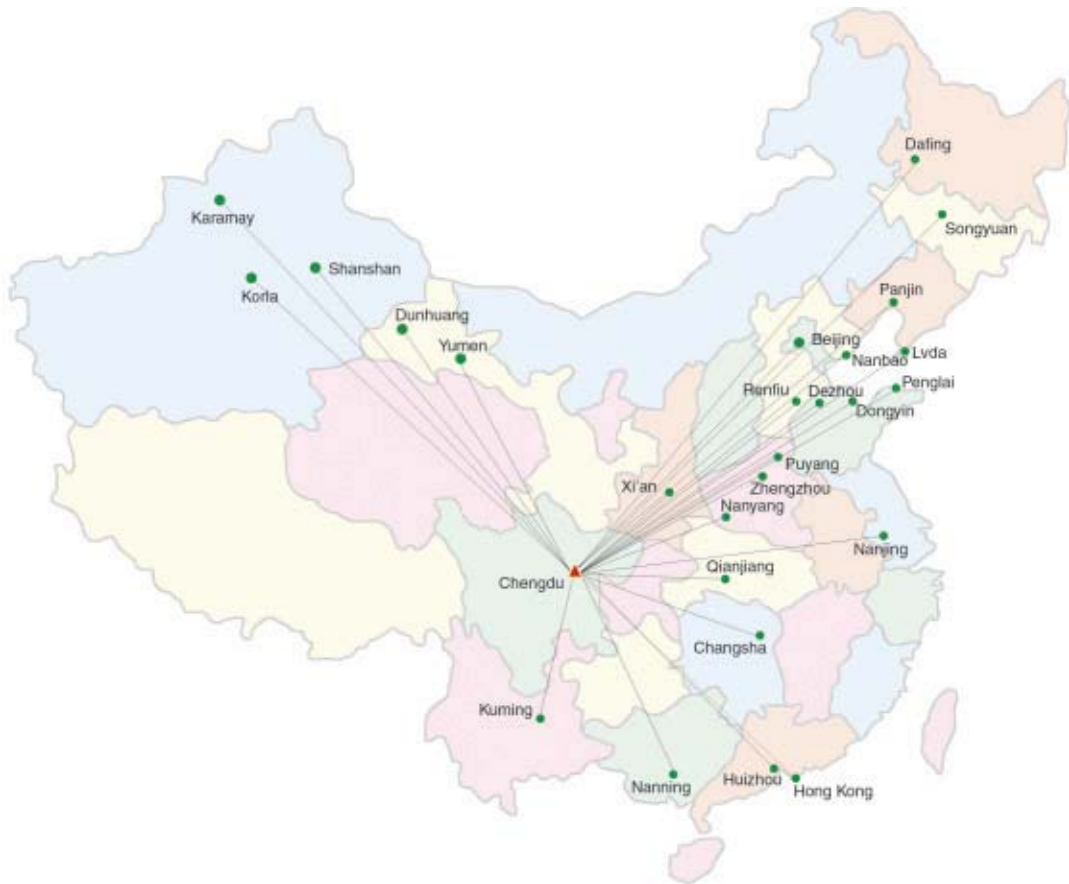 Dafing
Karamay
Songyuan
Shanshan
Korla
Panjin
Dunhuang
Beijing
Yumen
Lvda
Nanbao
Penglai
Renfiu
Dezhou
Dongyin
Puyang
Xi'an
Zhengzhou
Nanyang
Nanjing
Qianjiang
Chengdu
Changsha
Kuming
Huizhou
Nanning
Hong Kong